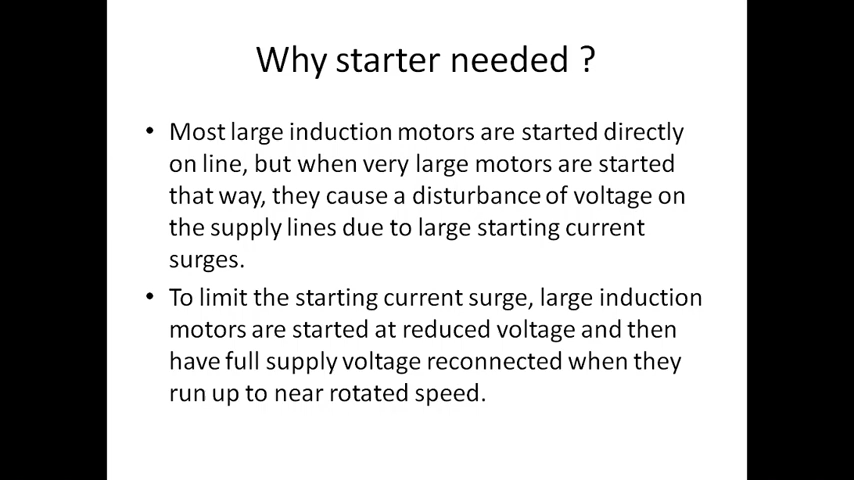 Why starter needed ?
• Most large induction motors are started directly
on line, but when very large motors are started
that way, they cause a disturbance of voltage on
the supply lines due to large starting current
surges.
• To limit the starting current surge, large induction
motors are started at reduced voltage and then
have full supply voltage reconnected when they
run up to near rotated speed.